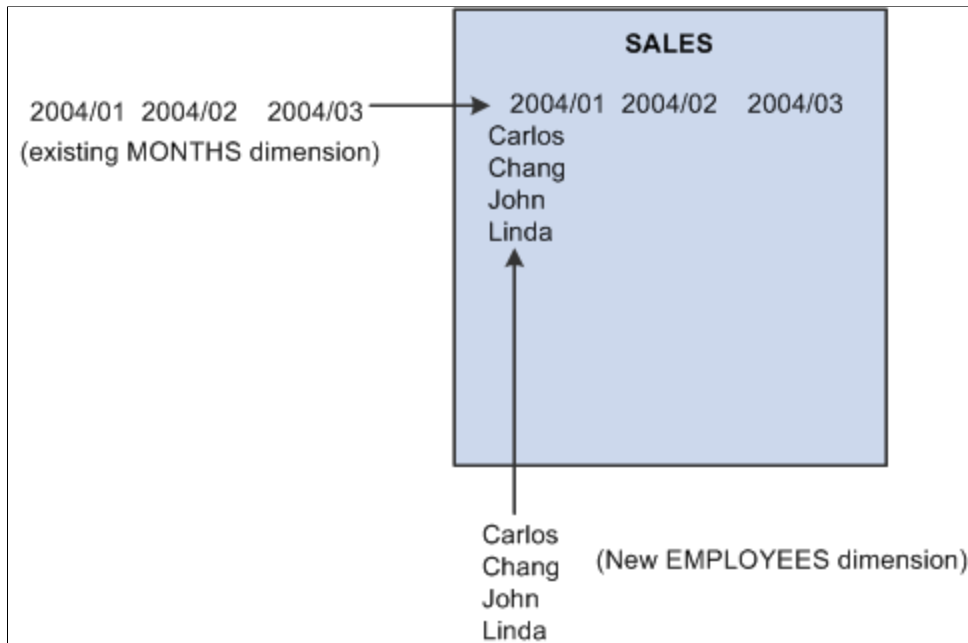 SALES
2004/01 2004/02 2004/03
(existing MONTHS dimension)
2004/01 2004/02 2004/03
Carlos
Chang
John
Linda
Carlos
Chang
John
Linda
(New EMPLOYEES dimension)